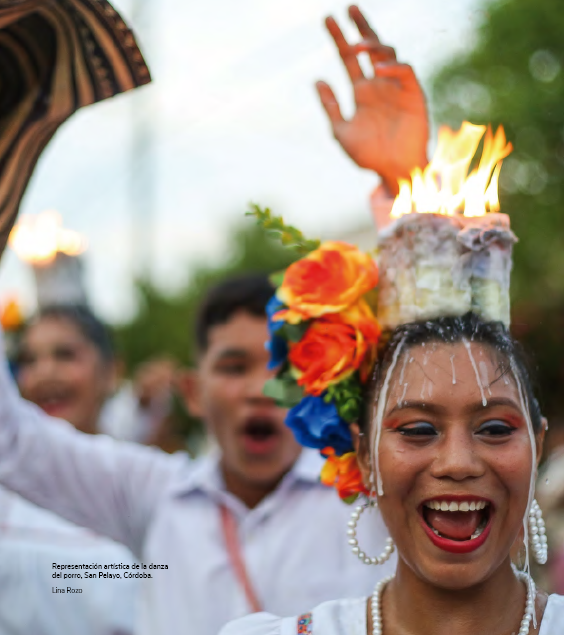 Representación artística de la danza
del porro, San Pelayo, Córdoba.
Lina Rozo